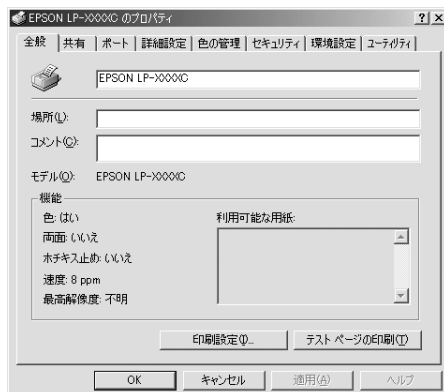 EPSON LP-XXXXC のプロパティ
全般 共有 ポート 詳細設定 色の管理 セキュリティ 環境設定 ユーティリティ
EPSON LP-XXXXC
場所(L):
コメント(C):
モデル(O): EPSON LP-XXXXC
機能
色: はい
利用可能な用紙:
両面: いいえ
ホチキス止め: いいえ
速度: 8 ppm
最高解像度: 不明
印刷設定(I)... テスト ページの印刷(T)
OK キャンセル 適用(A) ヘルプ